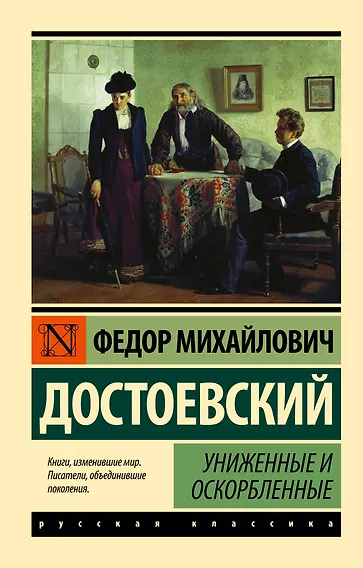 N
ФЕДОР МИХАЙЛОВИЧ
ДОСТОЕВСКИЙ
УНИЖЕННЫЕ И
ОСКОРБЛЕННЫЕ
Книги, изменившие мир.
Писатели, объединившие
поколения.
русская классика